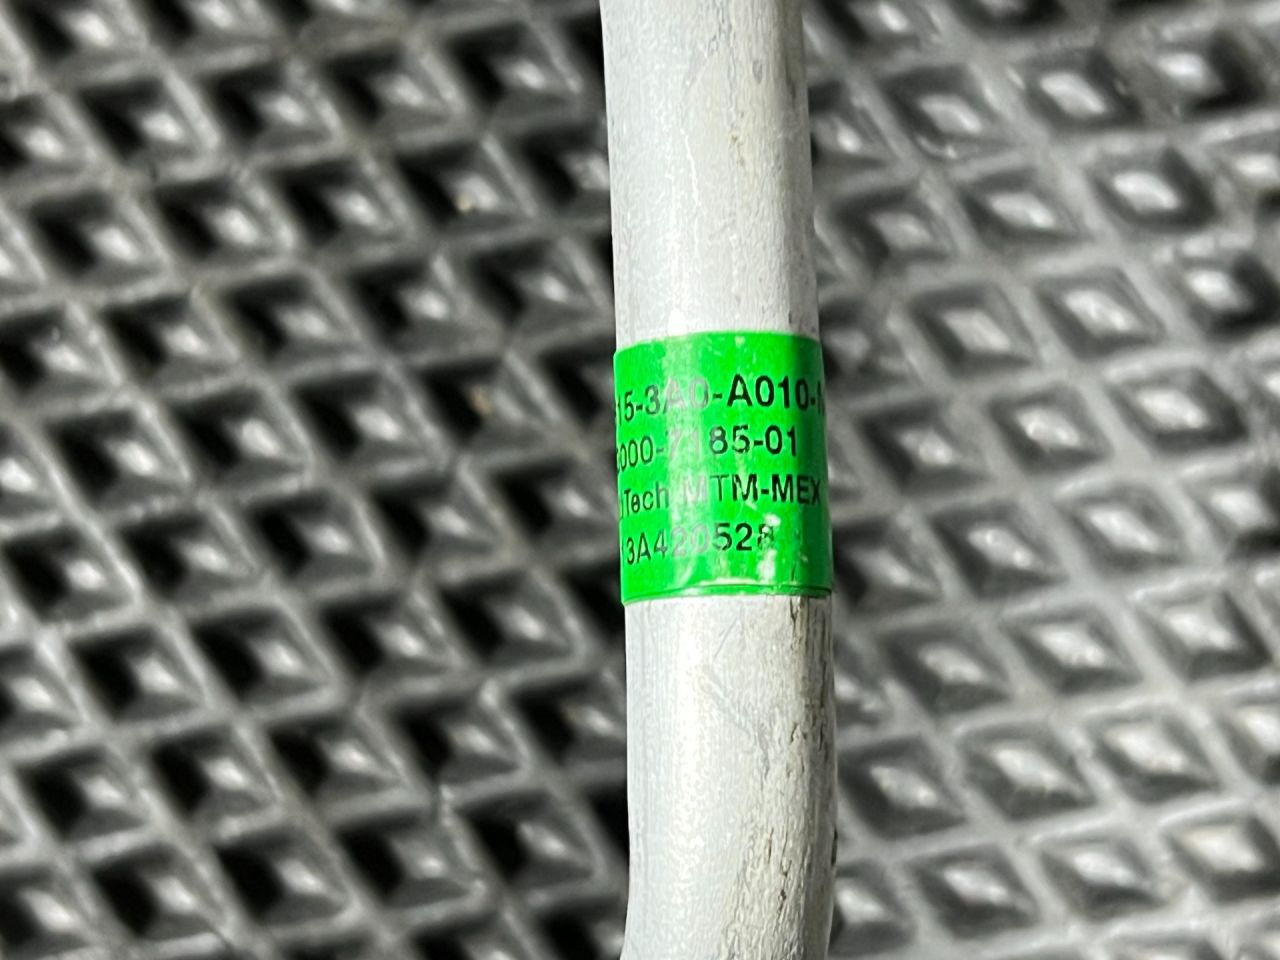 15-3A0-A010-M
000-7185-01
Tech MTM-MEX
3A420528